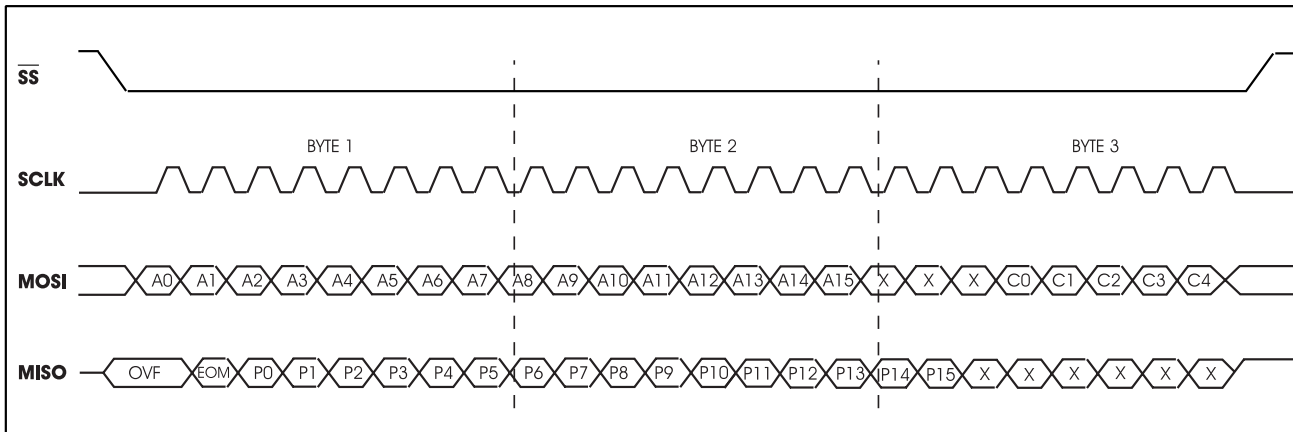 SS
BYTE 1 BYTE 2 BYTE 3
SCLK
MOSI A0 A1 A2 A3 A4 A5 A6 A7 A8 A9 A10 A11 A12 A13 A14 A15 X X X C0 C1 C2 C3 C4
MISO OVF EOM P0 P1 P2 P3 P4 P5 P6 P7 P8 P9 P10 P11 P12 P13 P14 P15 X X X X X X